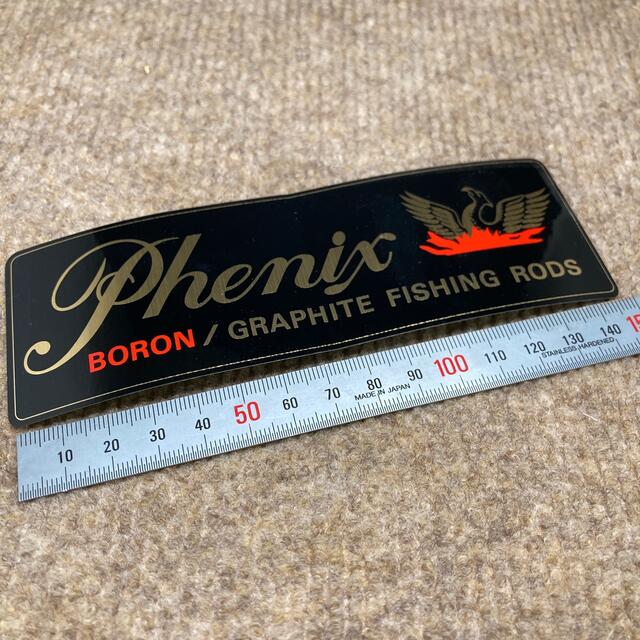 Phenix
BORON / GRAPHITE FISHING RODS
10 20 30 40 50 60 70 80 90 100 110 120 130 140 15
MADE IN JAPAN
STAINLESS-HARDENED